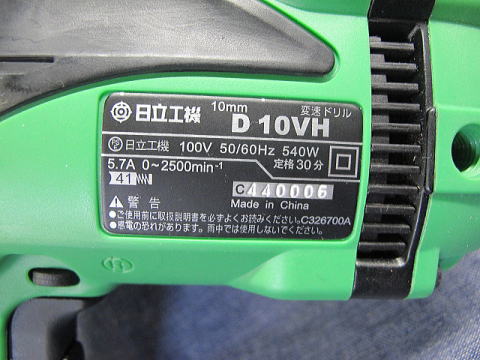 日立工機 10mm 変速ドリル
D 10VH
日立工機 100V 50/60Hz 540W
5.7A 0~2500min-1 定格30分
41
C440006
Made in China
警告
●ご使用前に取扱説明書を必ずよくお読みください。C326700A
●感電の恐れがあります。雨中では使用しないでください。